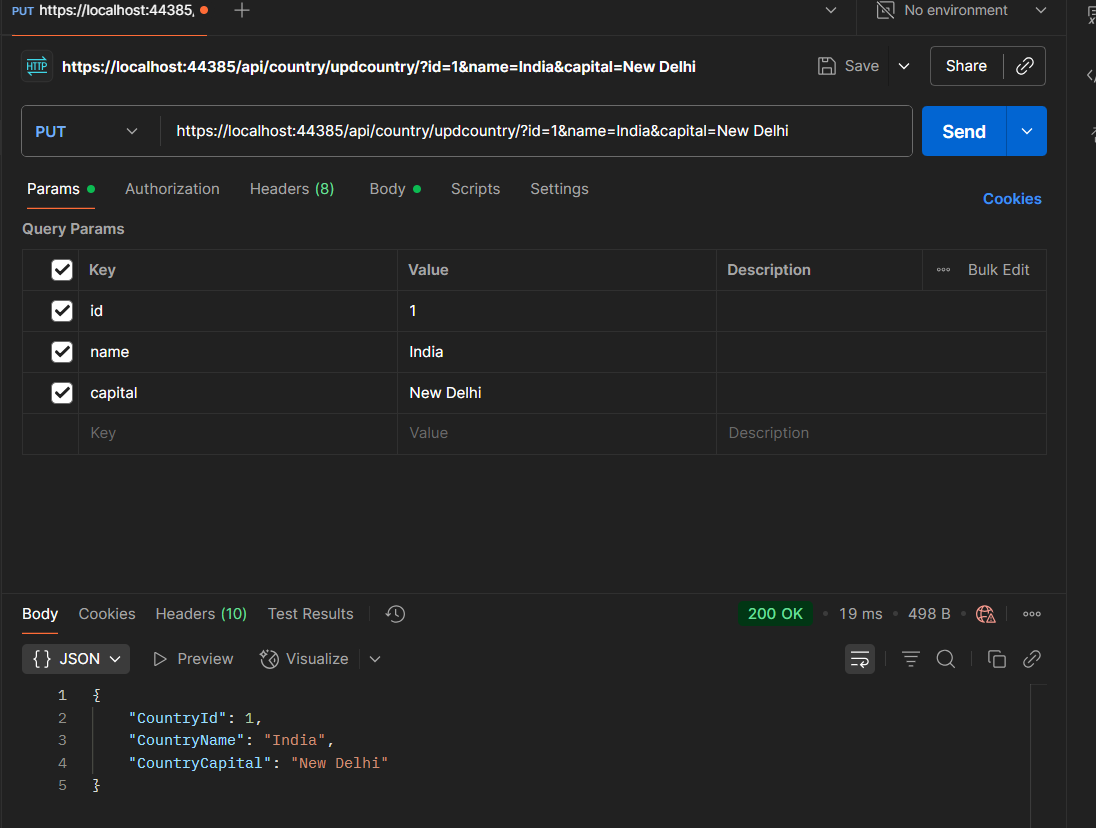 PUT https://localhost:44385,
No environment
HTTP https://localhost:44385/api/country/updcountry/?id=1&name=India&capital=New Delhi
Save
Share
PUT https://localhost:44385/api/country/updcountry/?id=1&name=India&capital=New Delhi
Send
Params Authorization Headers (8) Body Scripts Settings
Cookies
Query Params
Key Value Description Bulk Edit
id 1
name India
capital New Delhi
Key Value Description
Body Cookies Headers (10) Test Results 200 OK 19 ms 498 B
{} JSON Preview Visualize
1 {
2 "CountryId": 1,
3 "CountryName": "India",
4 "CountryCapital": "New Delhi"
5 }